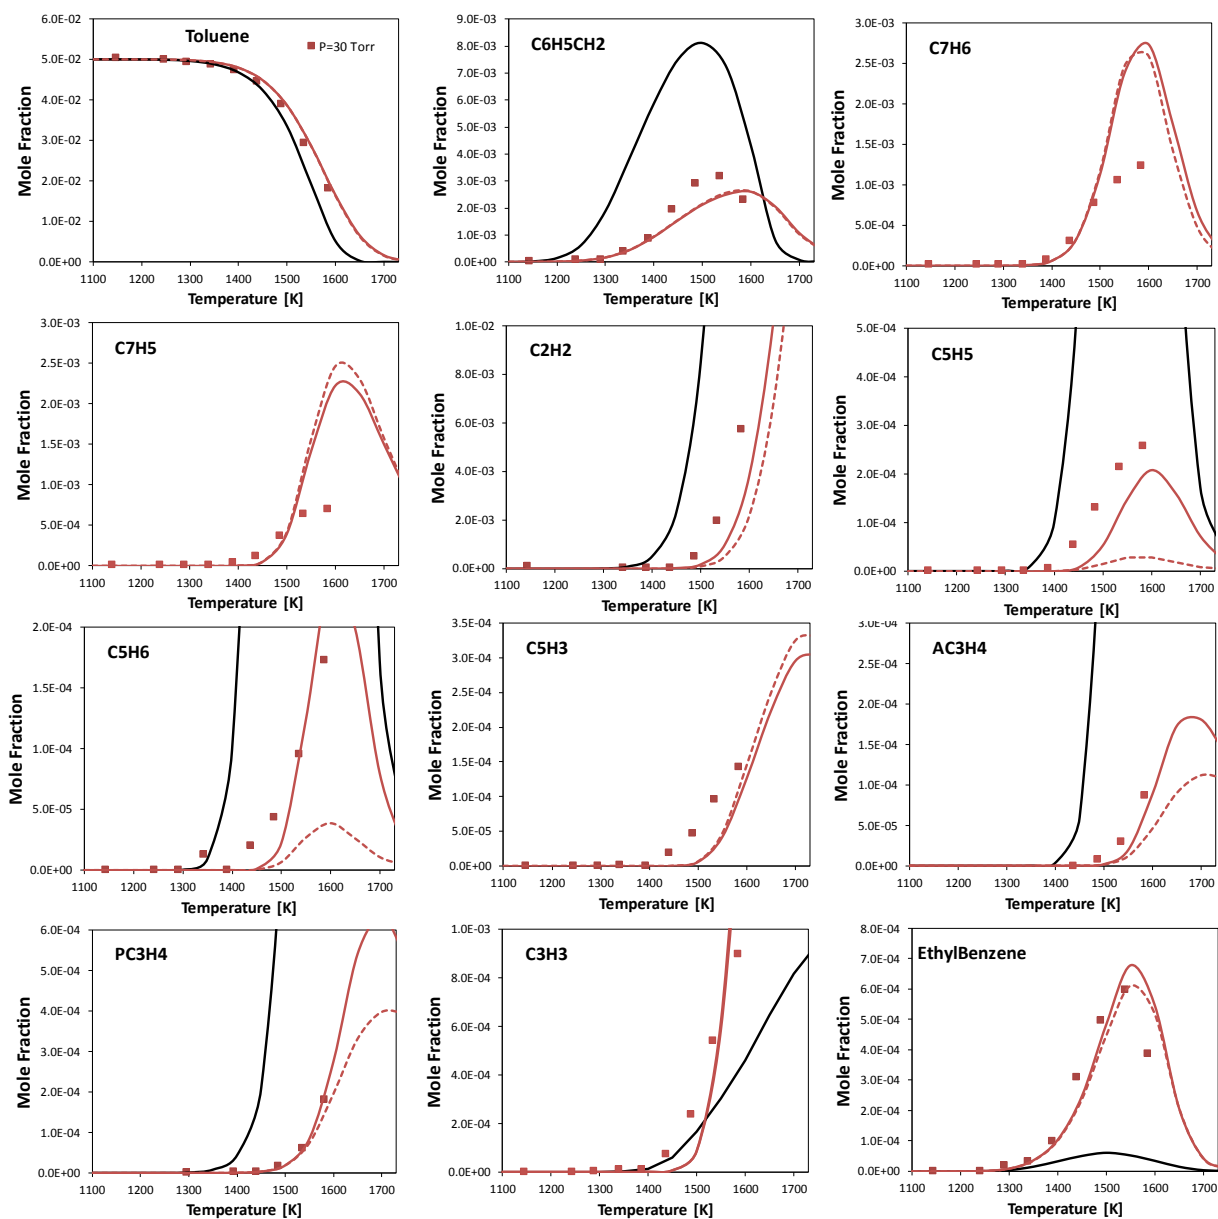 Toluene
P=30 Torr
Mole Fraction
6.0E-02
5.0E-02
4.0E-02
3.0E-02
2.0E-02
1.0E-02
0.0E+00
1100 1200 1300 1400 1500 1600 1700
Temperature [K]
C6H5CH2
Mole Fraction
9.0E-03
8.0E-03
7.0E-03
6.0E-03
5.0E-03
4.0E-03
3.0E-03
2.0E-03
1.0E-03
0.0E+00
1100 1200 1300 1400 1500 1600 1700
Temperature [K]
C7H6
Mole Fraction
3.0E-03
2.5E-03
2.0E-03
1.5E-03
1.0E-03
5.0E-04
0.0E+00
1100 1200 1300 1400 1500 1600 1700
Temperature [K]
C7H5
Mole Fraction
3.0E-03
2.5E-03
2.0E-03
1.5E-03
1.0E-03
5.0E-04
0.0E+00
1100 1200 1300 1400 1500 1600 1700
Temperature [K]
C2H2
Mole Fraction
1.0E-02
8.0E-03
6.0E-03
4.0E-03
2.0E-03
0.0E+00
1100 1200 1300 1400 1500 1600 1700
Temperature [K]
C5H5
Mole Fraction
5.0E-04
4.0E-04
3.0E-04
2.0E-04
1.0E-04
0.0E+00
1100 1200 1300 1400 1500 1600 1700
Temperature [K]
C5H6
Mole Fraction
2.0E-04
1.5E-04
1.0E-04
5.0E-05
0.0E+00
1100 1200 1300 1400 1500 1600 1700
Temperature [K]
C5H3
Mole Fraction
3.5E-04
3.0E-04
2.5E-04
2.0E-04
1.5E-04
1.0E-04
5.0E-05
0.0E+00
1100 1200 1300 1400 1500 1600 1700
Temperature [K]
AC3H4
Mole Fraction
3.0E-04
2.5E-04
2.0E-04
1.5E-04
1.0E-04
5.0E-05
0.0E+00
1100 1200 1300 1400 1500 1600 1700
Temperature [K]
PC3H4
Mole Fraction
6.0E-04
5.0E-04
4.0E-04
3.0E-04
2.0E-04
1.0E-04
0.0E+00
1100 1200 1300 1400 1500 1600 1700
Temperature [K]
C3H3
Mole Fraction
1.0E-03
8.0E-04
6.0E-04
4.0E-04
2.0E-04
0.0E+00
1100 1200 1300 1400 1500 1600 1700
Temperature [K]
EthylBenzene
Mole Fraction
8.0E-04
7.0E-04
6.0E-04
5.0E-04
4.0E-04
3.0E-04
2.0E-04
1.0E-04
0.0E+00
1100 1200 1300 1400 1500 1600 1700
Temperature [K]